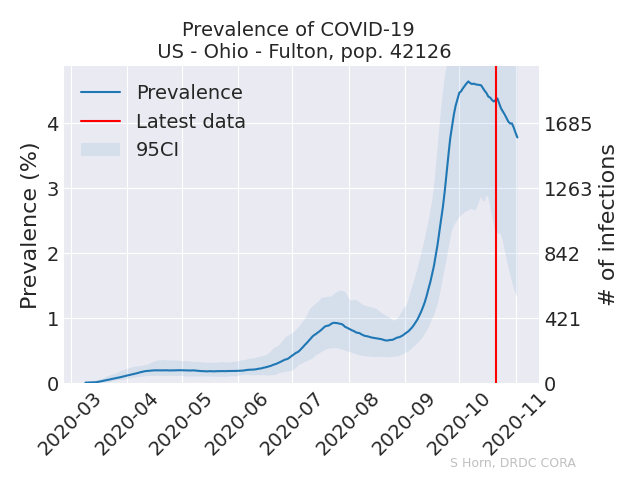 Prevalence of COVID-19
US - Ohio - Fulton, pop. 42126
Prevalence
Latest data
95CI
Prevalence (%)
4
3
2
1
0
1685
1263
842
421
0
# of infections
2020-03
2020-04
2020-05
2020-06
2020-07
2020-08
2020-09
2020-10
2020-11
S Horn, DRDC CORA